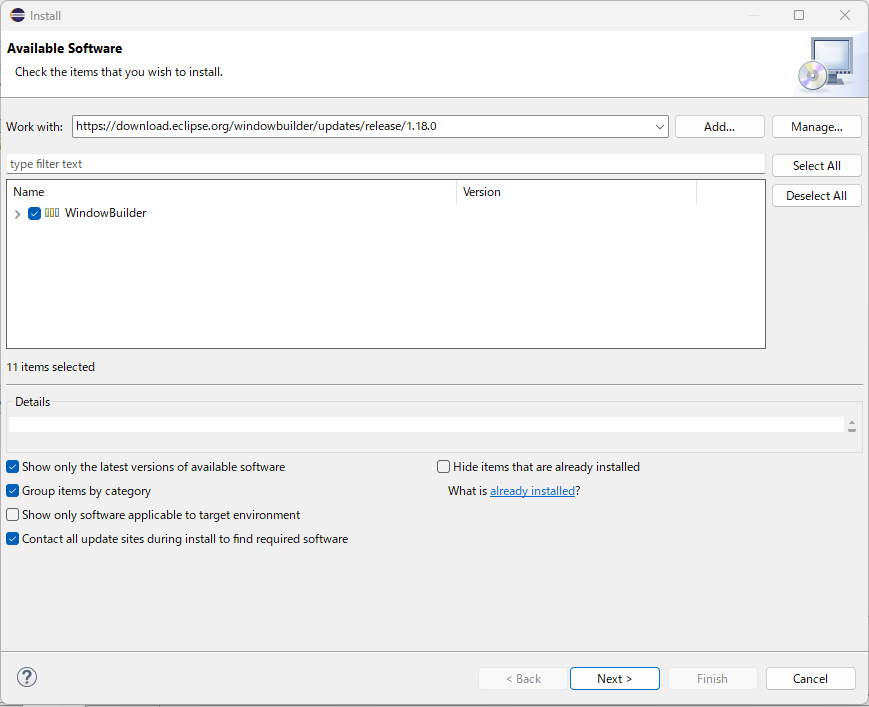 Install
Available Software
Check the items that you wish to install.
Work with: https://download.eclipse.org/windowbuilder/updates/release/1.18.0 Add... Manage...
type filter text Select All
Name Version Deselect All
WindowBuilder
11 items selected
Details
Show only the latest versions of available software Hide items that are already installed
Group items by category What is already installed?
Show only software applicable to target environment
Contact all update sites during install to find required software
? < Back Next > Finish Cancel